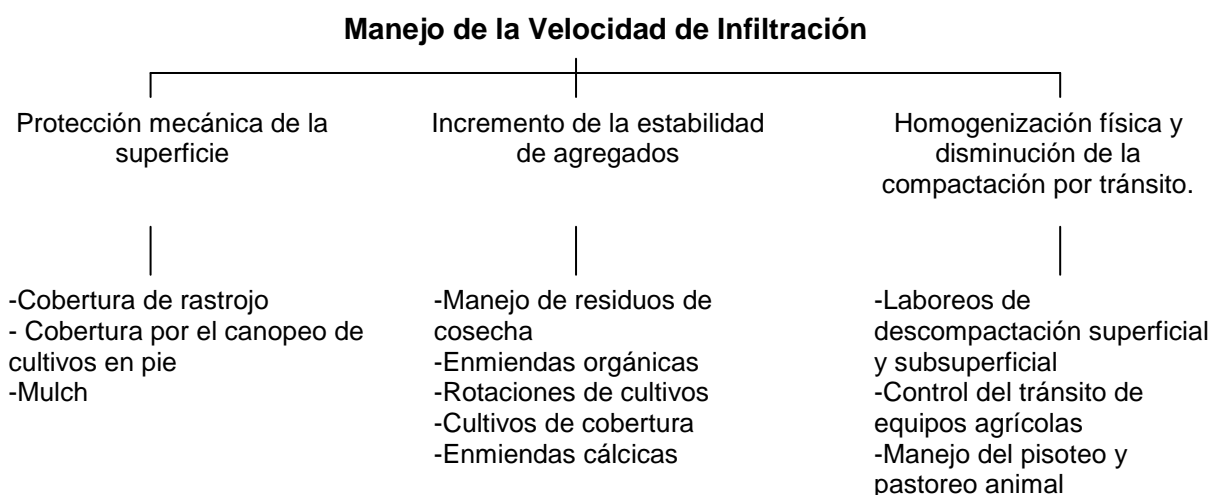 Manejo de la Velocidad de Infiltración
Protección mecánica de la
superficie
Incremento de la estabilidad
de agregados
Homogenización física y
disminución de la
compactación por tránsito.
-Cobertura de rastrojo
- Cobertura por el canopeo de
cultivos en pie
-Mulch
-Manejo de residuos de
cosecha
-Enmiendas orgánicas
-Rotaciones de cultivos
-Cultivos de cobertura
-Enmiendas cálcicas
-Laboreos de
descompactación superficial
y subsuperficial
-Control del tránsito de
equipos agrícolas
-Manejo del pisoteo y
pastoreo animal